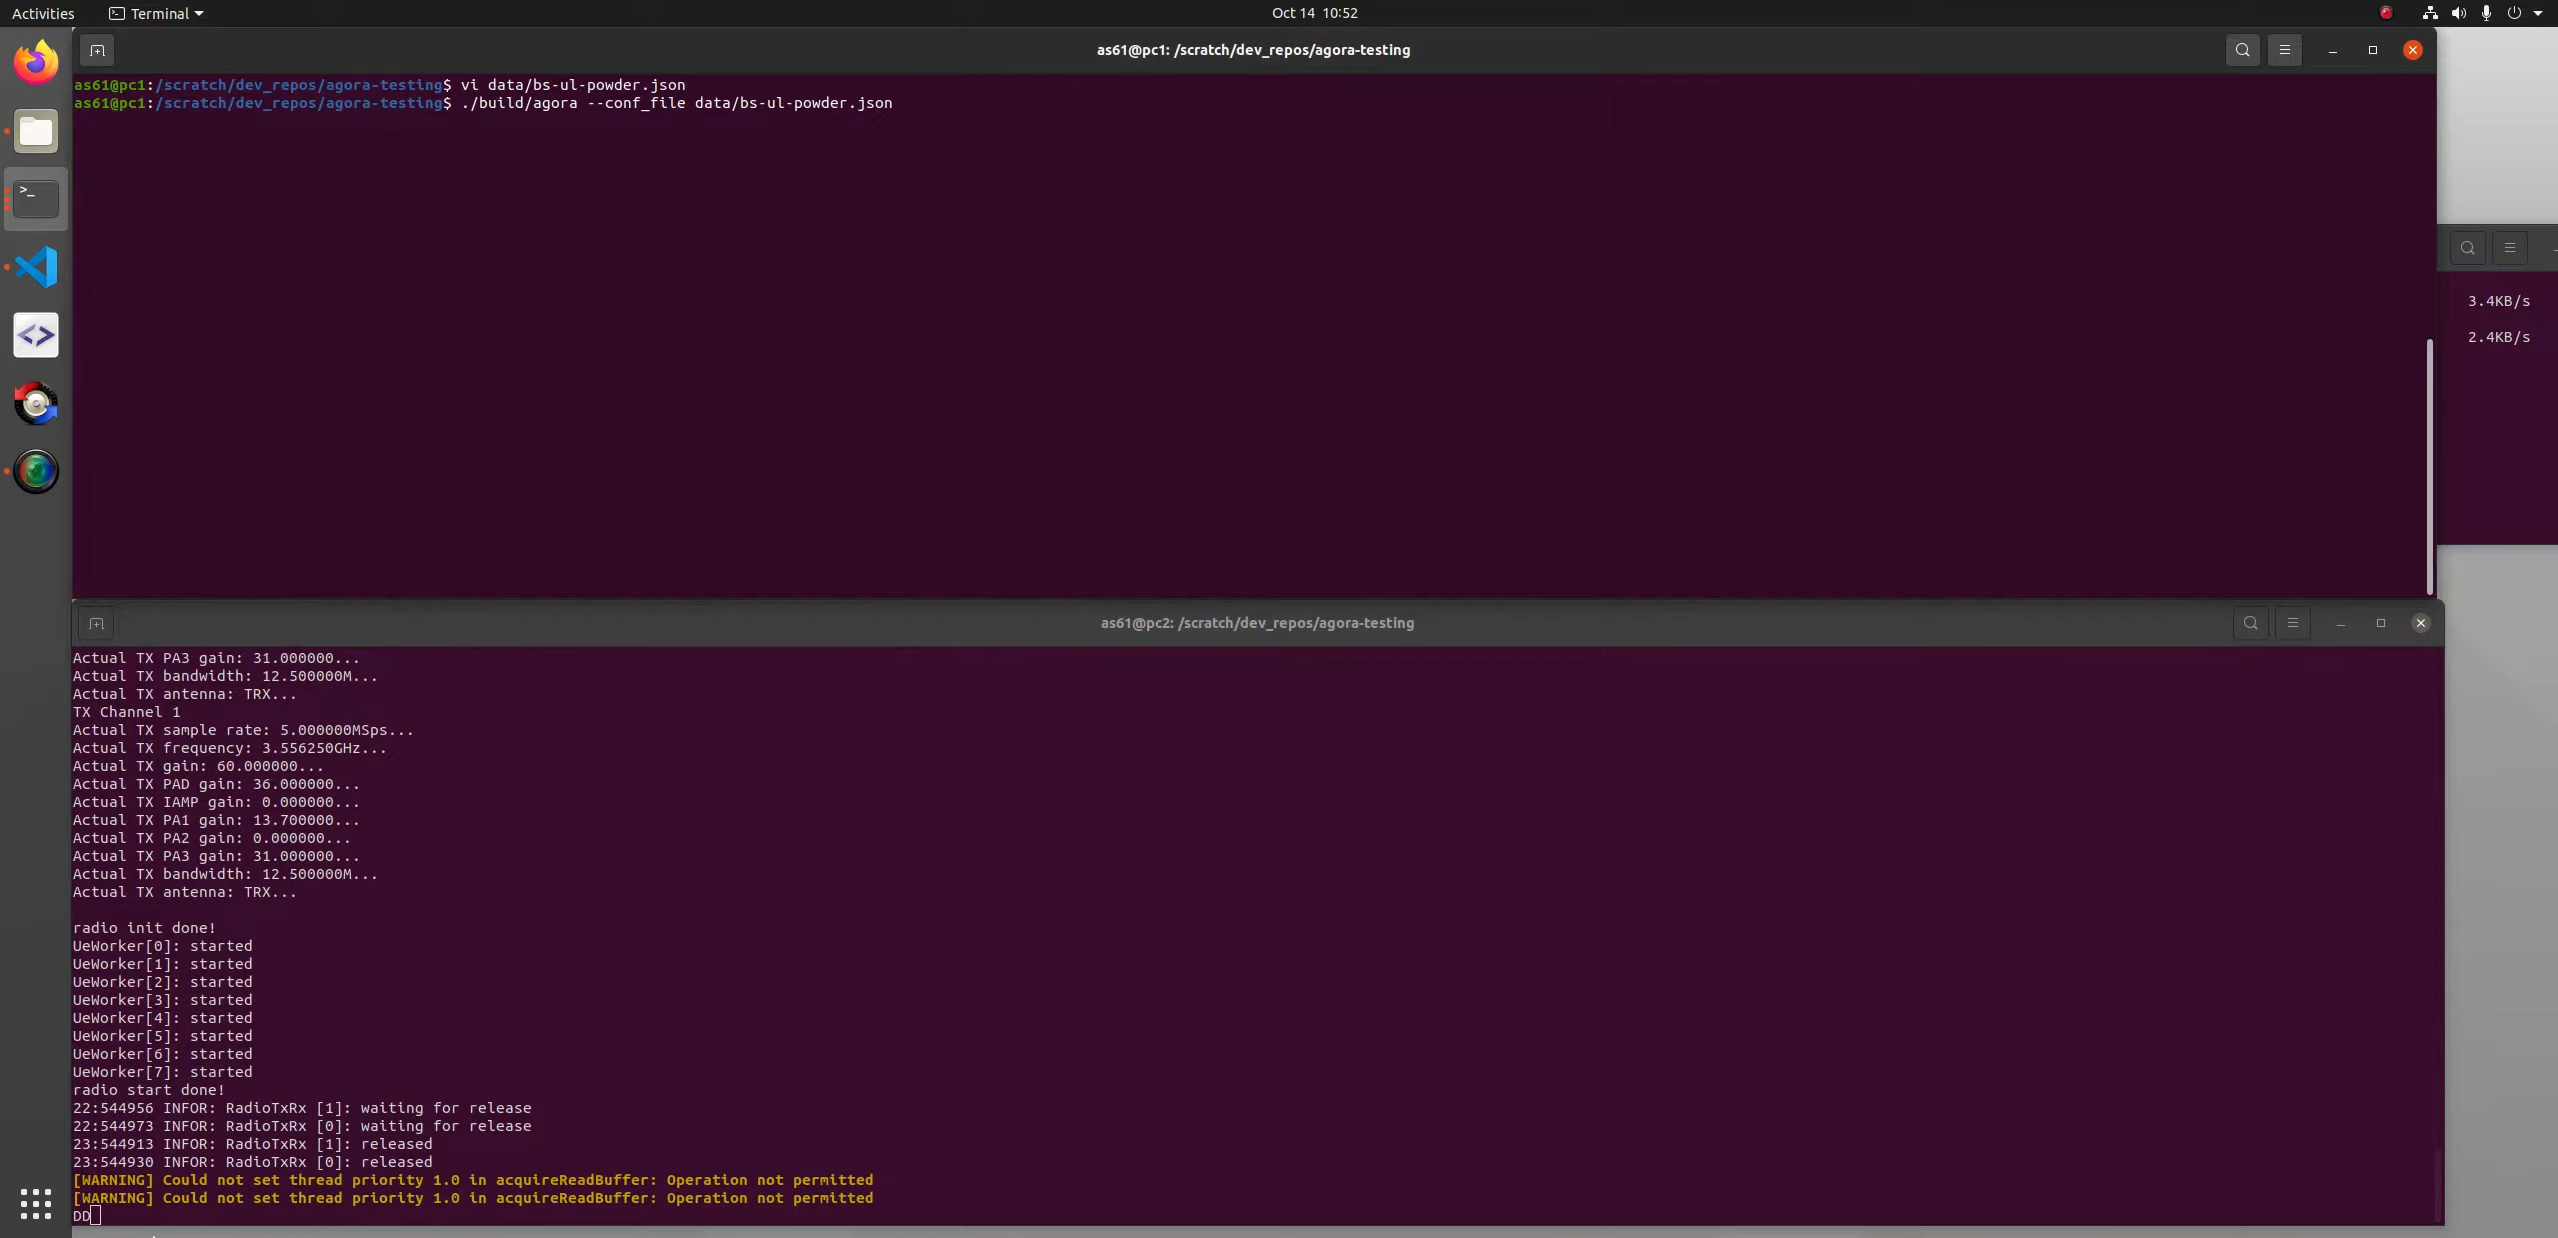 Activities
Terminal
Oct 14 10:52
as61@pc1: /scratch/dev_repos/agora-testing
as61@pc1:/scratch/dev_repos/agora-testing$ vi data/bs-ul-powder.json
as61@pc1:/scratch/dev_repos/agora-testing$ ./build/agora --conf_file data/bs-ul-powder.json
3.4KB/s
2.4KB/s
as61@pc2: /scratch/dev_repos/agora-testing
Actual TX PA3 gain: 31.000000...
Actual TX bandwidth: 12.500000M...
Actual TX antenna: TRX...
TX Channel 1
Actual TX sample rate: 5.000000MSps...
Actual TX frequency: 3.556250GHz...
Actual TX gain: 60.000000...
Actual TX PAD gain: 36.000000...
Actual TX IAMP gain: 0.000000...
Actual TX PA1 gain: 13.700000...
Actual TX PA2 gain: 0.000000...
Actual TX PA3 gain: 31.000000...
Actual TX bandwidth: 12.500000M...
Actual TX antenna: TRX...
radio init done!
UeWorker[0]: started
UeWorker[1]: started
UeWorker[2]: started
UeWorker[3]: started
UeWorker[4]: started
UeWorker[5]: started
UeWorker[6]: started
UeWorker[7]: started
radio start done!
22:544956 INFOR: RadioTxRx [1]: waiting for release
22:544973 INFOR: RadioTxRx [0]: waiting for release
23:544913 INFOR: RadioTxRx [1]: released
23:544930 INFOR: RadioTxRx [0]: released
[WARNING] Could not set thread priority 1.0 in acquireReadBuffer: Operation not permitted
[WARNING] Could not set thread priority 1.0 in acquireReadBuffer: Operation not permitted
DD